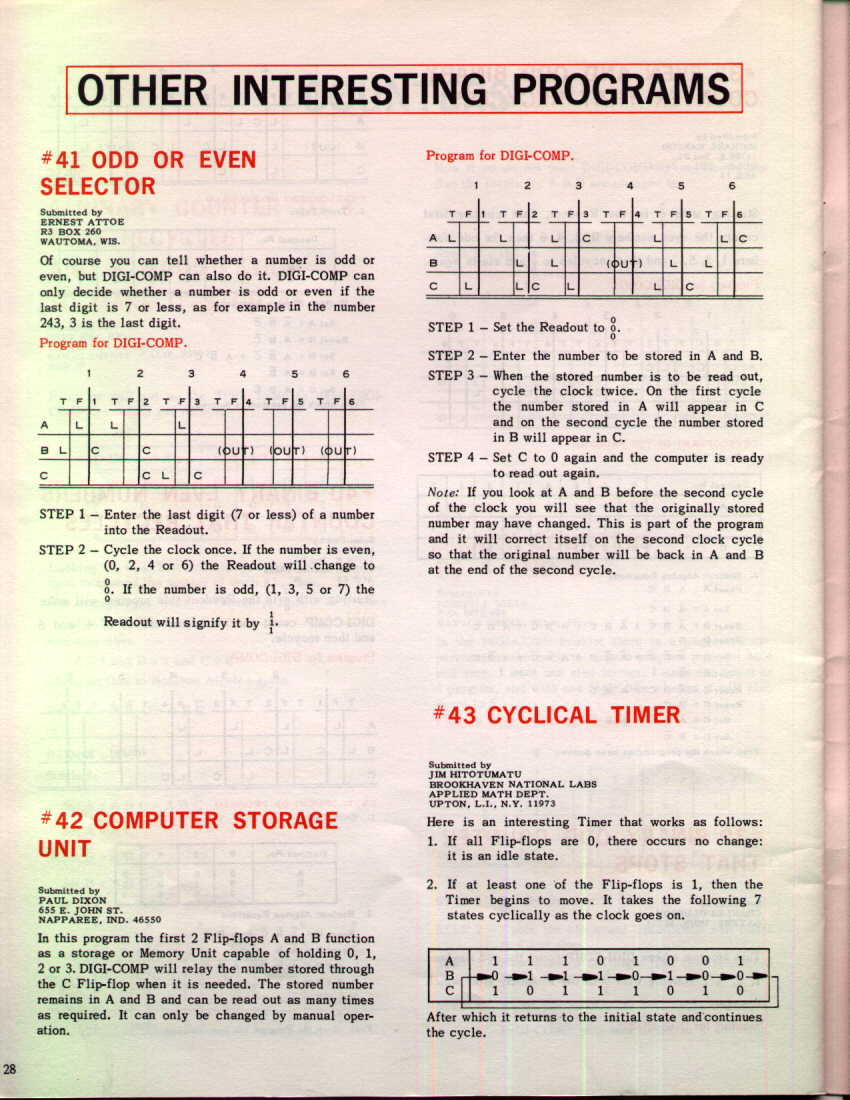 OTHER INTERESTING PROGRAMS
#41 ODD OR EVEN
SELECTOR
Submitted by
ERNEST ATTOE
R3 BOX 260
WAUTOMA, WIS.
Of course you can tell whether a number is odd or
even, but DIGI-COMP can also do it. DIGI-COMP can
only decide whether a number is odd or even if the
last digit is 7 or less, as for example in the number
243, 3 is the last digit.
Program for DIGI-COMP.
1 2 3 4 5 6
T F 1 T F 2 T F 3 T F 4 T F 5 T F 6
A L L L
B L C C (OUT) (OUT) (OUT)
C C L C
STEP 1 – Enter the last digit (7 or less) of a number
into the Readout.
STEP 2 – Cycle the clock once. If the number is even,
(0, 2, 4 or 6) the Readout will change to
0
0. If the number is odd, (1, 3, 5 or 7) the
0
1
Readout will signify it by 1.
1
#42 COMPUTER STORAGE
UNIT
Submitted by
PAUL DIXON
655 E. JOHN ST.
NAPPAREE, IND. 46550
In this program the first 2 Flip-flops A and B function
as a storage or Memory Unit capable of holding 0, 1,
2 or 3. DIGI-COMP will relay the number stored through
the C Flip-flop when it is needed. The stored number
remains in A and B and can be read out as many times
as required. It can only be changed by manual oper-
ation.
28
Program for DIGI-COMP.
1 2 3 4 5 6
T F 1 T F 2 T F 3 T F 4 T F 5 T F 6
A L L L C L L C
B L L (OUT) L L
C L L C L L C
STEP 1 – Set the Readout to 0
0.
0
STEP 2 – Enter the number to be stored in A and B.
STEP 3 – When the stored number is to be read out,
cycle the clock twice. On the first cycle
the number stored in A will appear in C
and on the second cycle the number stored
in B will appear in C.
STEP 4 – Set C to 0 again and the computer is ready
to read out again.
Note: If you look at A and B before the second cycle
of the clock you will see that the originally stored
number may have changed. This is part of the program
and it will correct itself on the second clock cycle
so that the original number will be back in A and B
at the end of the second cycle.
#43 CYCLICAL TIMER
Submitted by
JIM HITOTUMATU
BROOKHAVEN NATIONAL LABS
APPLIED MATH DEPT.
UPTON, L.I., N.Y. 11973
Here is an interesting Timer that works as follows:
1. If all Flip-flops are 0, there occurs no change:
it is an idle state.
2. If at least one of the Flip-flops is 1, then the
Timer begins to move. It takes the following 7
states cyclically as the clock goes on.
A 1 1 1 0 1 0 0 1
B 0 1 1 1 0 1 0 0
C 1 0 1 1 1 0 1 0
After which it returns to the initial state and continues
the cycle.